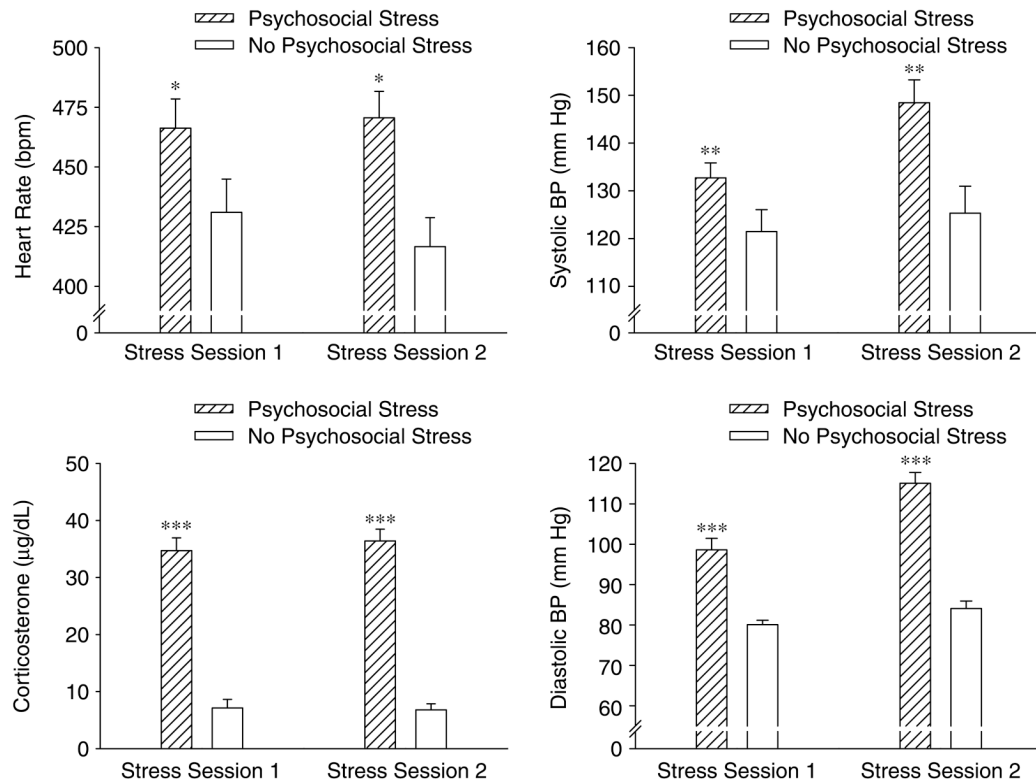 Psychosocial Stress
No Psychosocial Stress
500
475
450
425
400
0
Heart Rate (bpm)
*
*
Stress Session 1
Stress Session 2
Psychosocial Stress
No Psychosocial Stress
160
150
140
130
120
110
0
Systolic BP (mm Hg)
**
**
Stress Session 1
Stress Session 2
Psychosocial Stress
No Psychosocial Stress
50
40
30
20
10
0
Corticosterone (µg/dL)
***
***
Stress Session 1
Stress Session 2
Psychosocial Stress
No Psychosocial Stress
120
110
100
90
80
70
60
0
Diastolic BP (mm Hg)
***
***
Stress Session 1
Stress Session 2